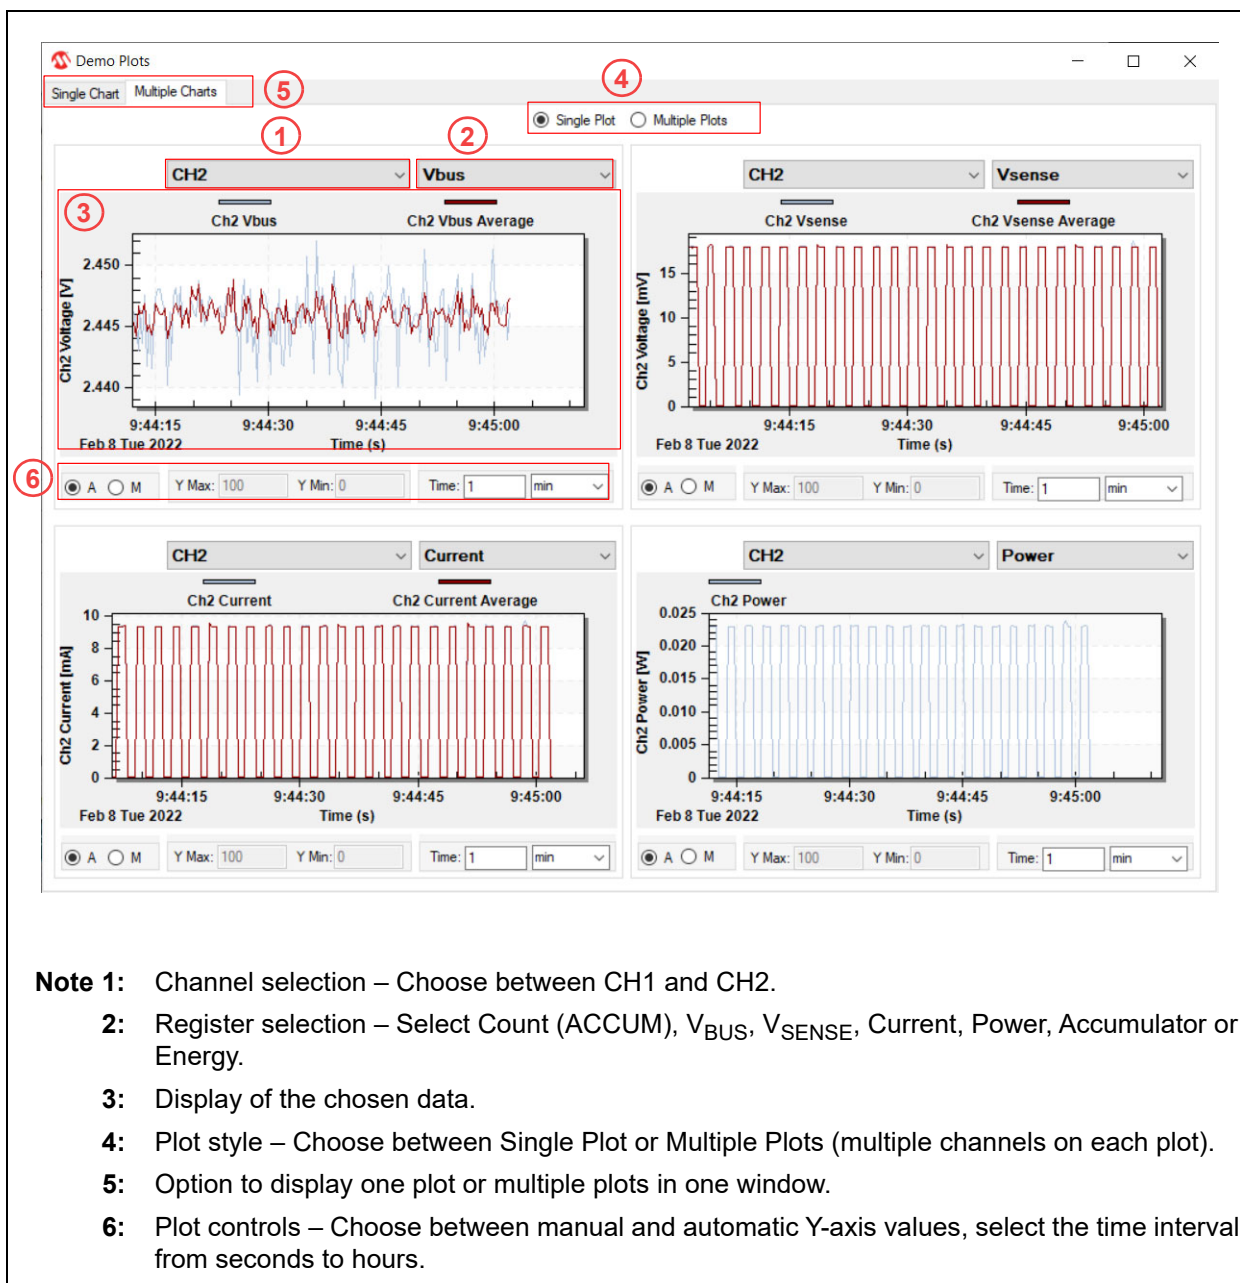 Demo Plots
Single Chart Multiple Charts
5
4
Single Plot Multiple Plots
1
2
CH2 Vbus
3
Ch2 Vbus Ch2 Vbus Average
Ch2 Voltage [V]
2.450
2.445
2.440
9:44:15 9:44:30 9:44:45 9:45:00
Feb 8 Tue 2022 Time (s)
6
A M Y Max: 100 Y Min: 0 Time: 1 min
CH2 Vsense
Ch2 Vsense Ch2 Vsense Average
Ch2 Voltage [mV]
15
10
5
0
9:44:15 9:44:30 9:44:45 9:45:00
Feb 8 Tue 2022 Time (s)
A M Y Max: 100 Y Min: 0 Time: 1 min
CH2 Current
Ch2 Current Ch2 Current Average
Ch2 Current [mA]
10
8
6
4
2
0
9:44:15 9:44:30 9:44:45 9:45:00
Feb 8 Tue 2022 Time (s)
A M Y Max: 100 Y Min: 0 Time: 1 min
CH2 Power
Ch2 Power
Ch2 Power [W]
0.025
0.020
0.015
0.010
0.005
0
9:44:15 9:44:30 9:44:45 9:45:00
Feb 8 Tue 2022 Time (s)
A M Y Max: 100 Y Min: 0 Time: 1 min
Note 1: Channel selection – Choose between CH1 and CH2.
2: Register selection – Select Count (ACCUM), VBUS, VSENSE, Current, Power, Accumulator or
Energy.
3: Display of the chosen data.
4: Plot style – Choose between Single Plot or Multiple Plots (multiple channels on each plot).
5: Option to display one plot or multiple plots in one window.
6: Plot controls – Choose between manual and automatic Y-axis values, select the time interval
from seconds to hours.